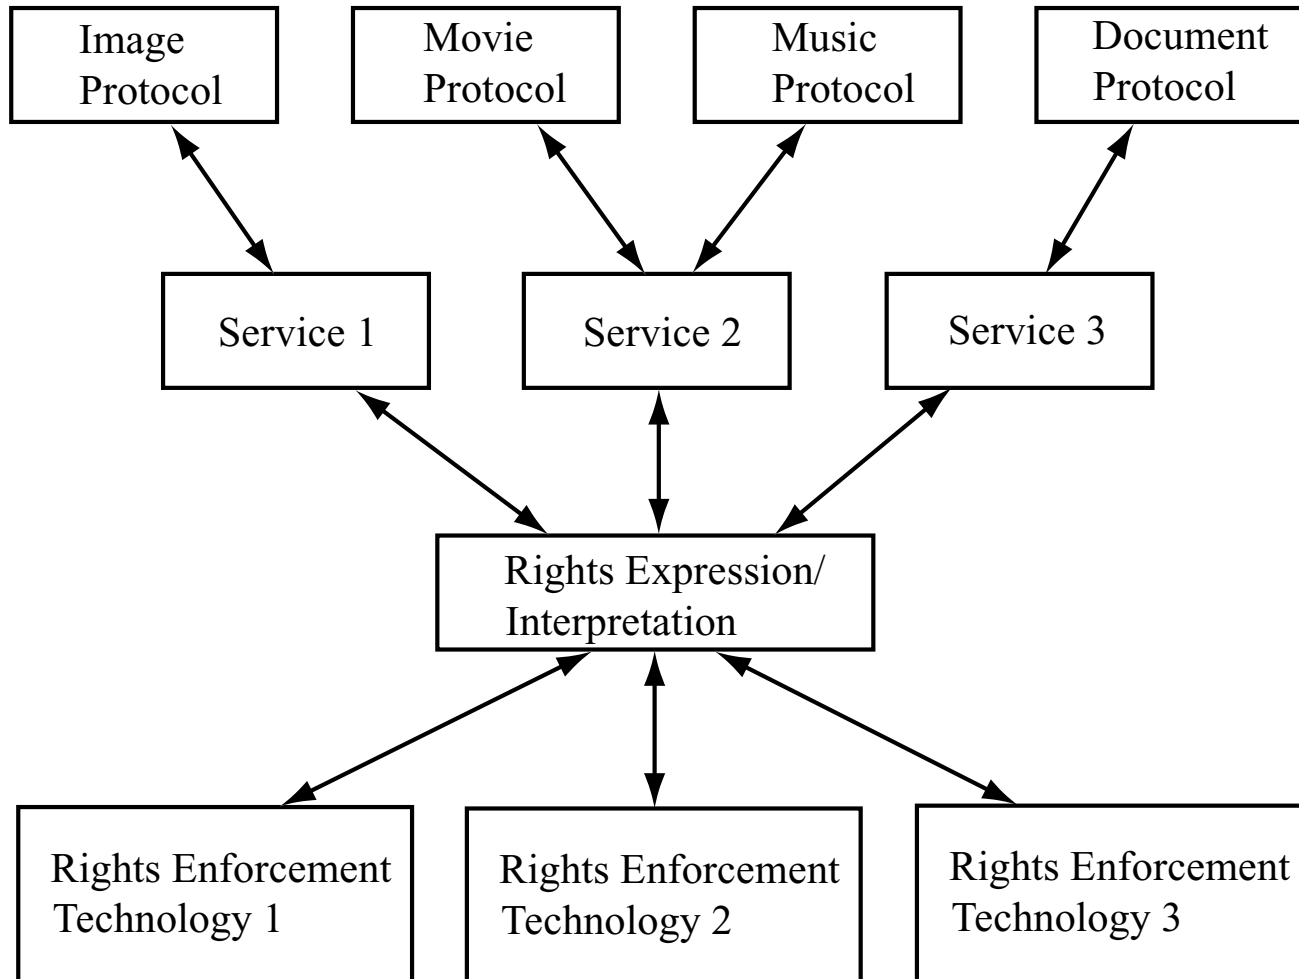 Image
Protocol
Movie
Protocol
Music
Protocol
Document
Protocol
Service 1
Service 2
Service 3
Rights Expression/
Interpretation
Rights Enforcement
Technology 1
Rights Enforcement
Technology 2
Rights Enforcement
Technology 3